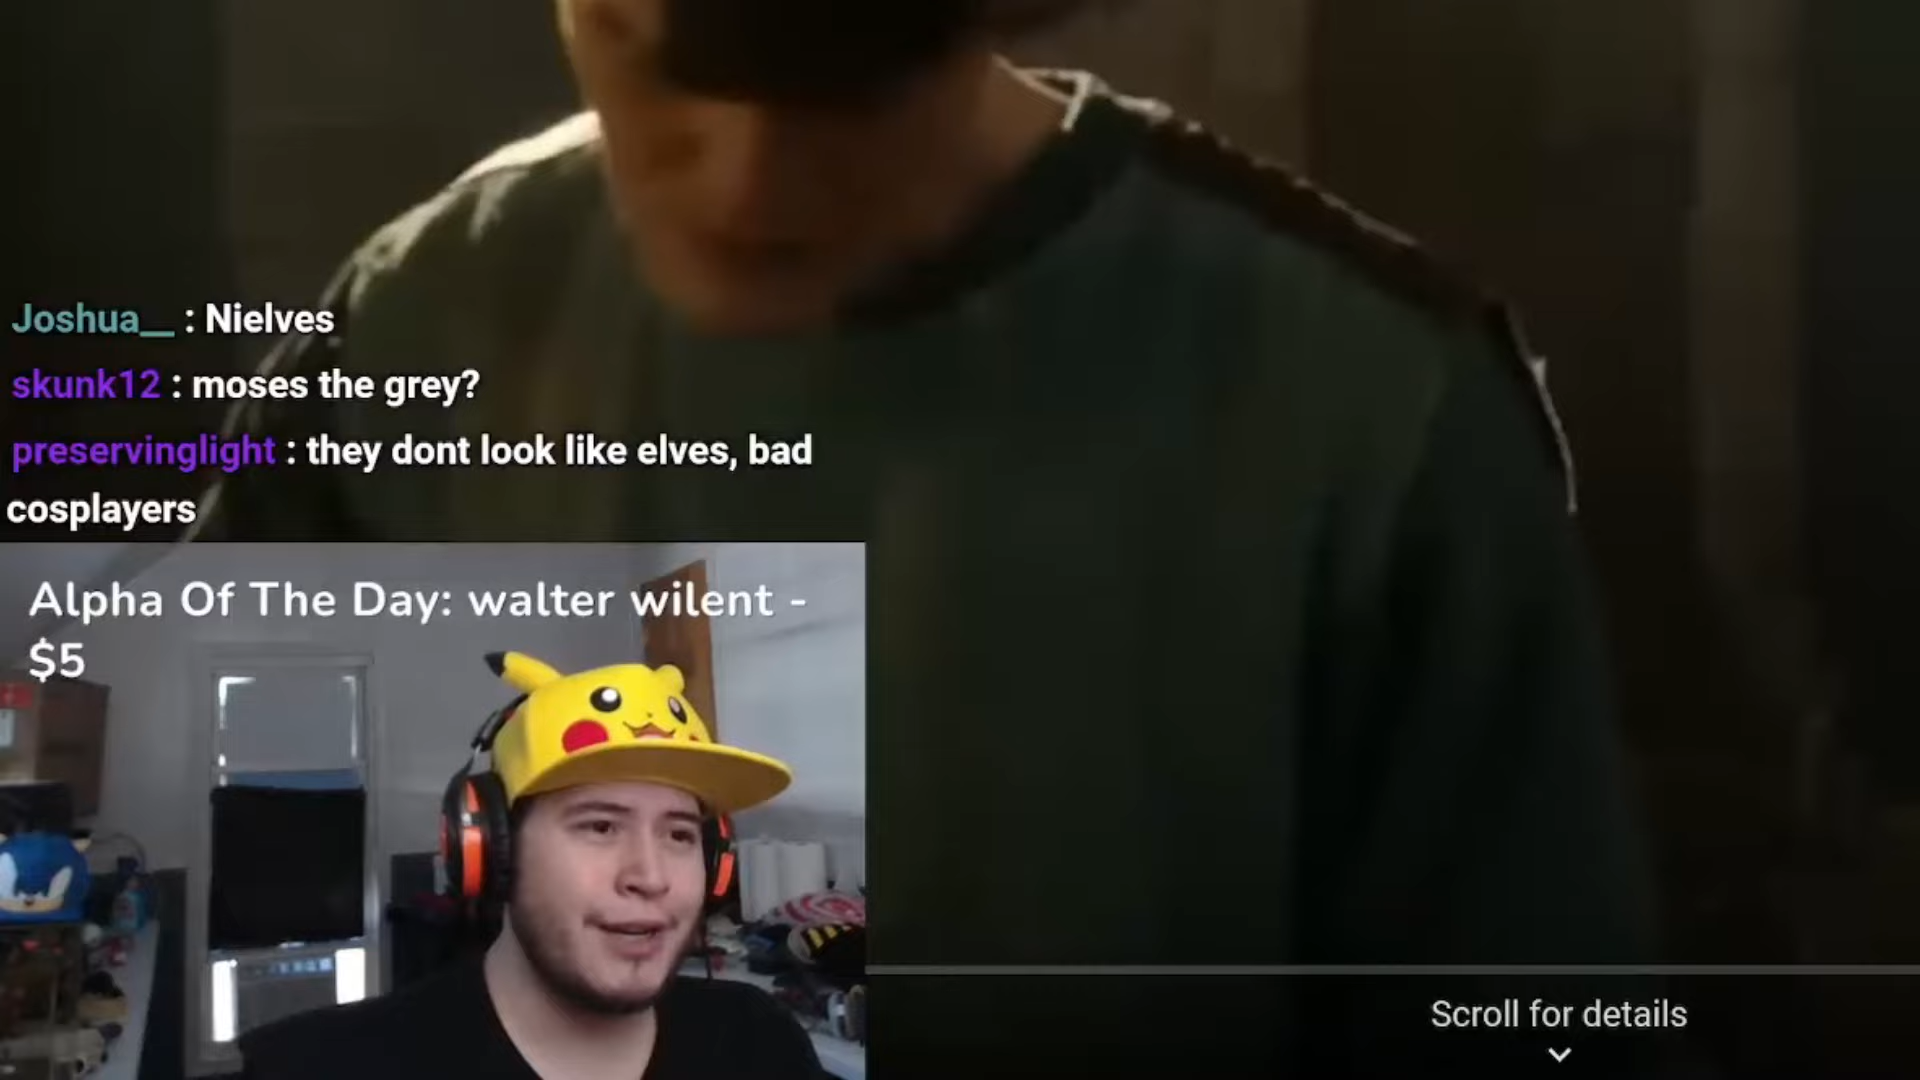 Joshua__ : Nielves
skunk12 : moses the grey?
preservinglight : they dont look like elves, bad
cosplayers
Alpha Of The Day: walter wilent -
$5
Scroll for details